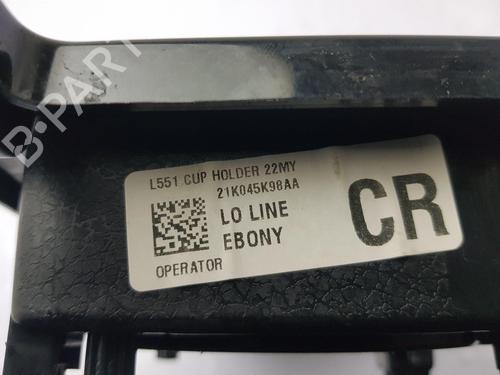 B-PARTS
L551 CUP HOLDER 22MY
21K045K98AA
LO LINE
EBONY
CR
OPERATOR